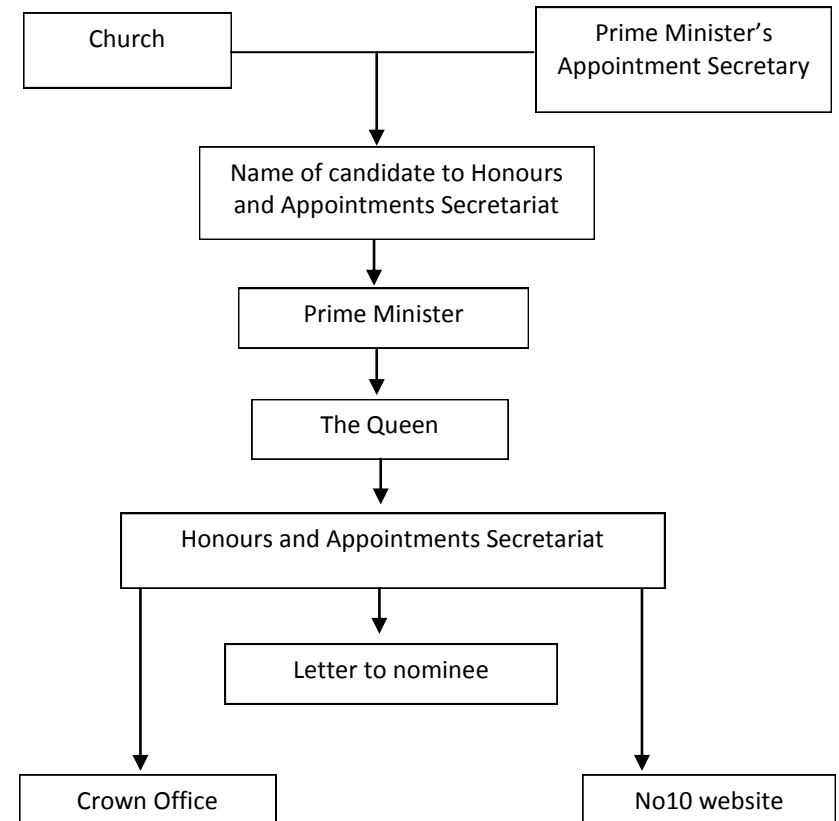 Church
Prime Minister’s
Appointment Secretary
Name of candidate to Honours
and Appointments Secretariat
Prime Minister
The Queen
Honours and Appointments Secretariat
Letter to nominee
Crown Office
No10 website